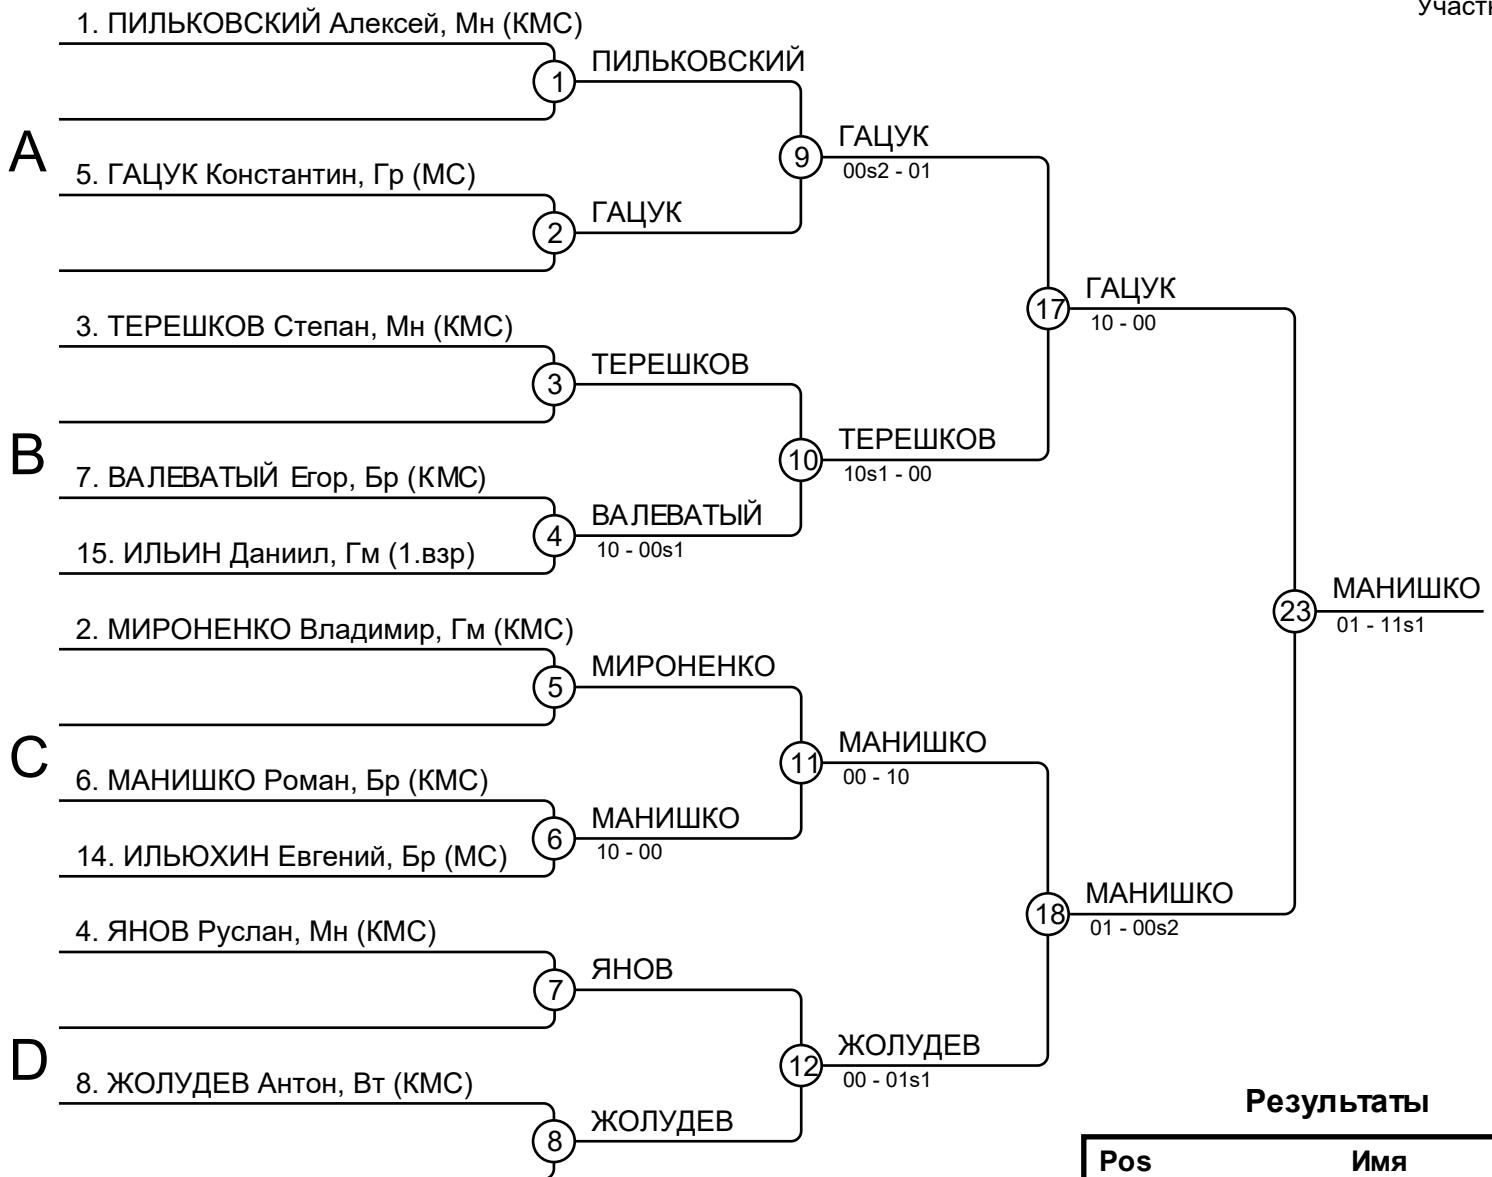 Участн
1. ПИЛЬКОВСКИЙ Алексей, Мн (КМС)
1
ПИЛЬКОВСКИЙ
A
9
ГАЦУК
00s2 - 01
5. ГАЦУК Константин, Гр (МС)
2
ГАЦУК
17
ГАЦУК
10 - 00
3. ТЕРЕШКОВ Степан, Мн (КМС)
3
ТЕРЕШКОВ
B
10
ТЕРЕШКОВ
10s1 - 00
7. ВАЛЕВАТЫЙ Егор, Бр (КМС)
4
ВАЛЕВАТЫЙ
10 - 00s1
15. ИЛЬИН Даниил, Гм (1.взр)
23
МАНИШКО
01 - 11s1
2. МИРОНЕНКО Владимир, Гм (КМС)
5
МИРОНЕНКО
C
11
МАНИШКО
00 - 10
6. МАНИШКО Роман, Бр (КМС)
6
МАНИШКО
10 - 00
14. ИЛЬЮХИН Евгений, Бр (МС)
18
МАНИШКО
01 - 00s2
4. ЯНОВ Руслан, Мн (КМС)
7
ЯНОВ
D
12
ЖОЛУДЕВ
00 - 01s1
8. ЖОЛУДЕВ Антон, Вт (КМС)
8
ЖОЛУДЕВ
Результаты
Pos Имя